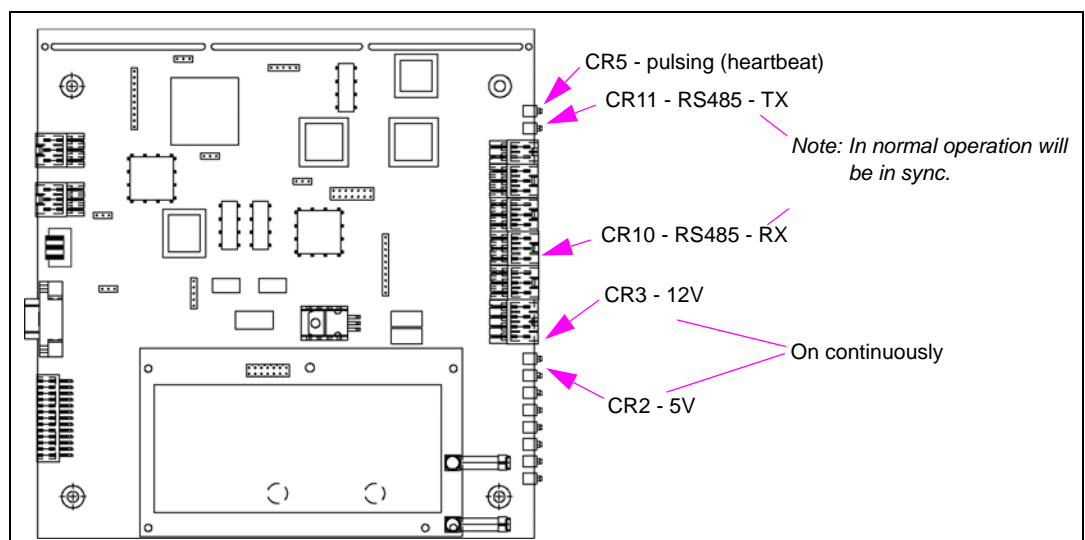 CR5 - pulsing (heartbeat)
CR11 - RS485 - TX
Note: In normal operation will
be in sync.
CR10 - RS485 - RX
CR3 - 12V
On continuously
CR2 - 5V